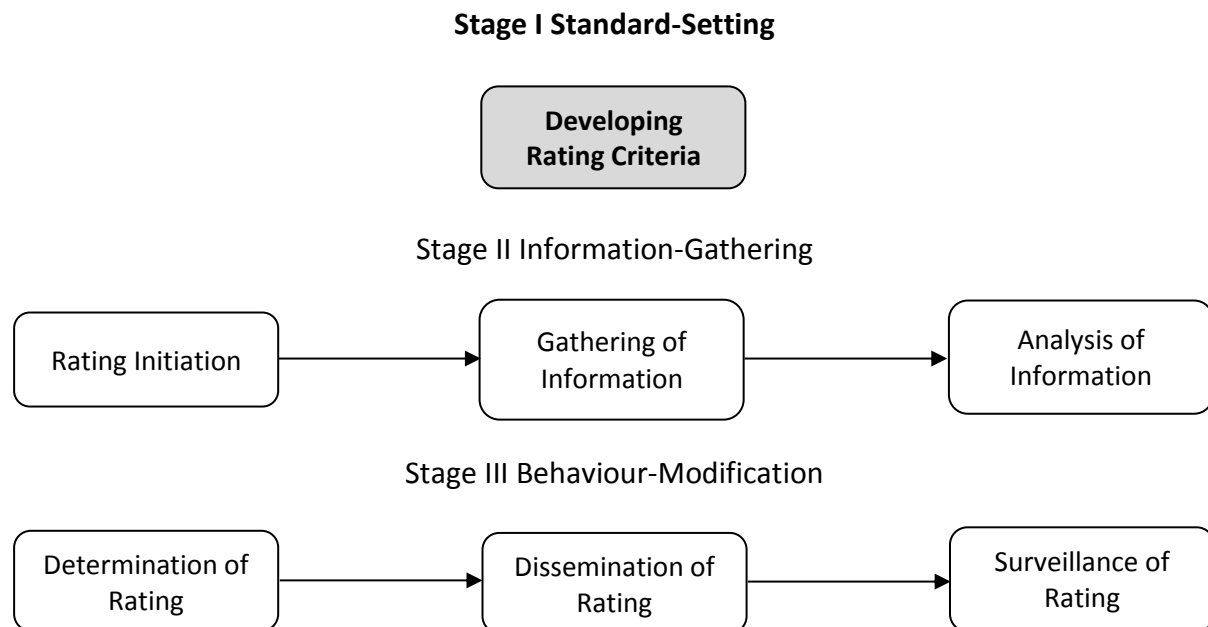 Stage I Standard-Setting
Developing
Rating Criteria
Stage II Information-Gathering
Rating Initiation
Gathering of
Information
Analysis of
Information
Stage III Behaviour-Modification
Determination of
Rating
Dissemination of
Rating
Surveillance of
Rating